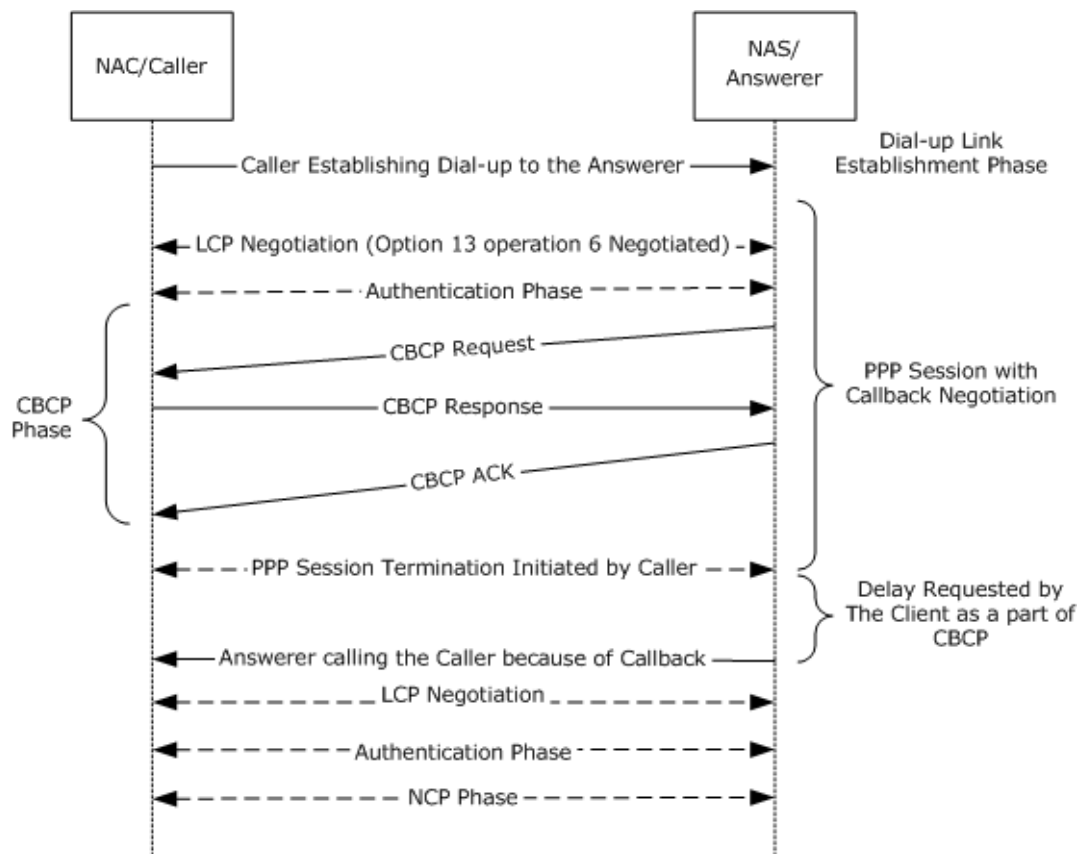 NAC/Caller
NAS/
Answerer
Caller Establishing Dial-up to the Answerer
Dial-up Link
Establishment Phase
LCP Negotiation (Option 13 operation 6 Negotiated)
Authentication Phase
CBCP Request
PPP Session with
Callback Negotiation
CBCP
Phase
CBCP Response
CBCP ACK
PPP Session Termination Initiated by Caller
Delay Requested by
The Client as a part of
CBCP
Answerer calling the Caller because of Callback
LCP Negotiation
Authentication Phase
NCP Phase